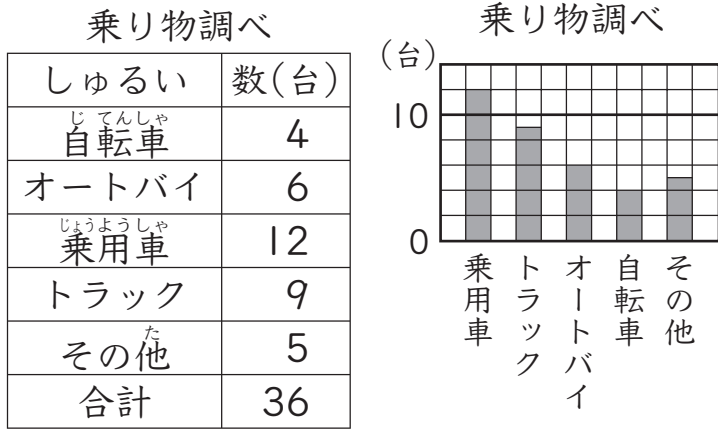 乗り物調べ
しゅるい 数(台)
じてんしゃ
自転車 4
オートバイ 6
じょうようしゃ
乗用車 12
トラック 9
た
その他 5
合計 36
乗り物調べ
(台)
10
0
乗用車
トラック
オートバイ
自転車
その他